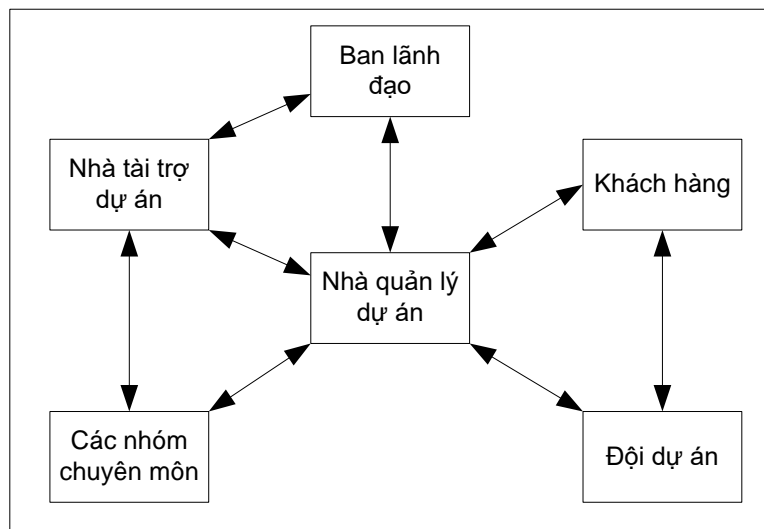 Ban lãnh
đạo
Nhà tài trợ
dự án
Khách hàng
Nhà quản lý
dự án
Các nhóm
chuyên môn
Đội dự án